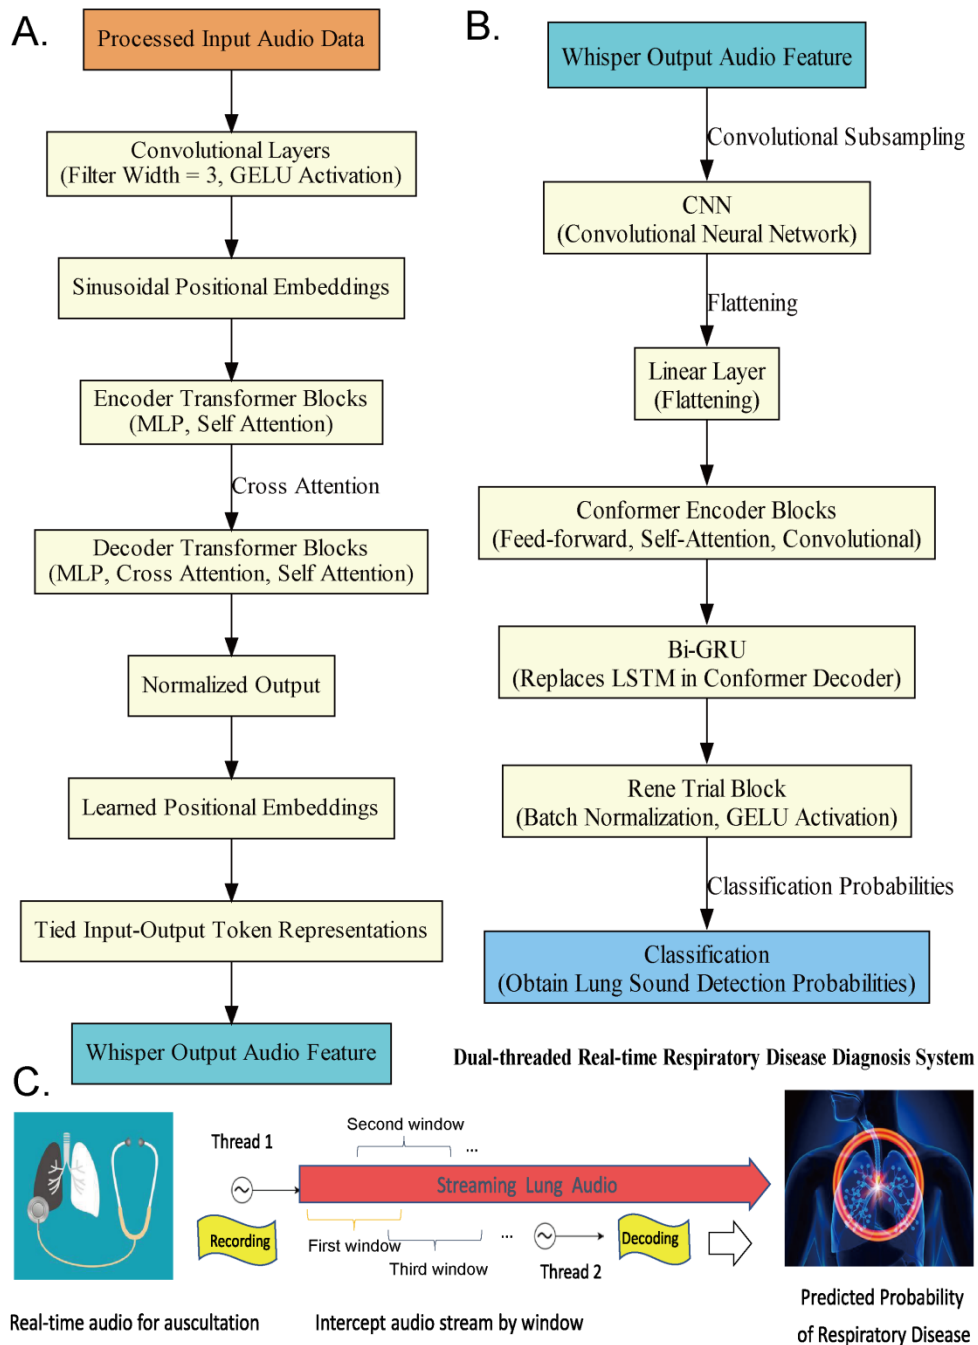 A.
Processed Input Audio Data
Convolutional Layers
(Filter Width = 3, GELU Activation)
Sinusoidal Positional Embeddings
Encoder Transformer Blocks
(MLP, Self Attention)
Cross Attention
Decoder Transformer Blocks
(MLP, Cross Attention, Self Attention)
Normalized Output
Learned Positional Embeddings
Tied Input-Output Token Representations
Whisper Output Audio Feature
B.
Whisper Output Audio Feature
Convolutional Subsampling
CNN
(Convolutional Neural Network)
Flattening
Linear Layer
(Flattening)
Conformer Encoder Blocks
(Feed-forward, Self-Attention, Convolutional)
Bi-GRU
(Replaces LSTM in Conformer Decoder)
Rene Trial Block
(Batch Normalization, GELU Activation)
Classification Probabilities
Classification
(Obtain Lung Sound Detection Probabilities)
Dual-threaded Real-time Respiratory Disease Diagnosis System
C.
Thread 1
Second window
...
Streaming Lung Audio
Recording
First window
Third window
...
Thread 2
Decoding
Real-time audio for auscultation
Intercept audio stream by window
Predicted Probability
of Respiratory Disease